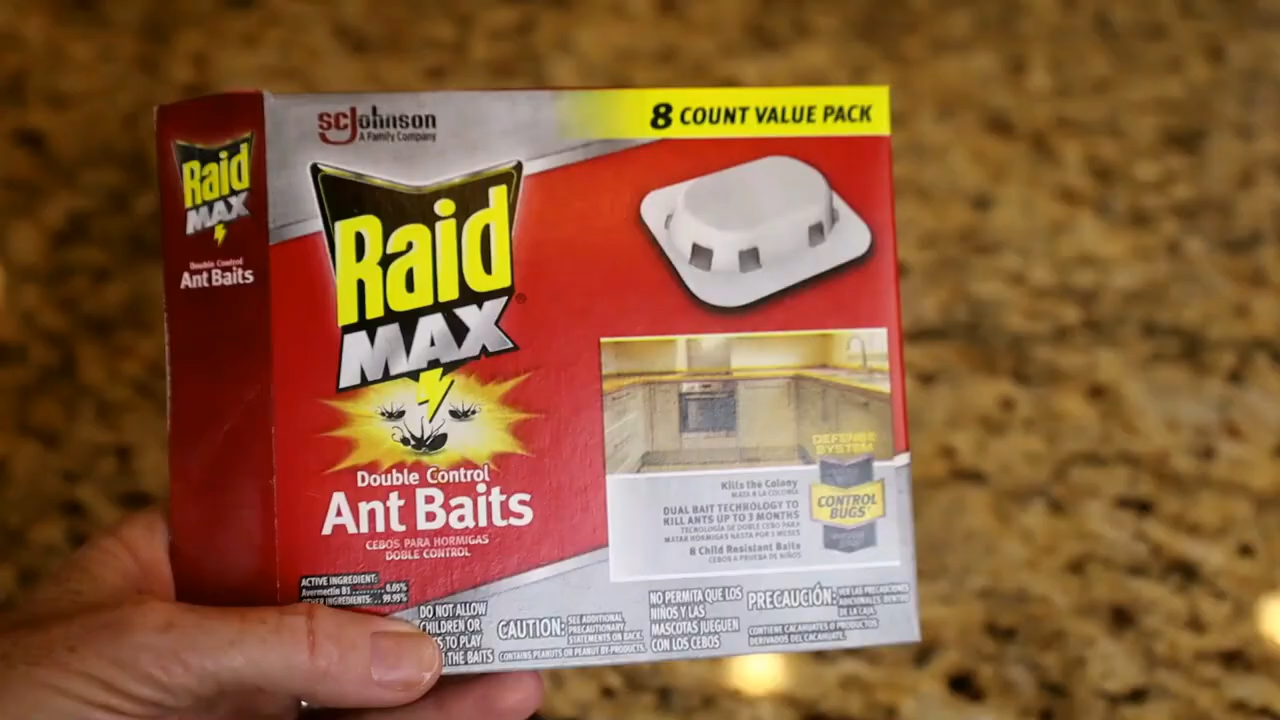 SCJohnson
A Family Company
8 COUNT VALUE PACK
Raid
MAX
Double Control
Ant Baits
Raid
MAX®
Double Control
Ant Baits
CEBOS PARA HORMIGAS
DOBLE CONTROL
DEFENSE
SYSTEM
CONTROL
BUGS
Kills the Colony
MATA A LA COLONIA
DUAL BAIT TECHNOLOGY TO
KILL ANTS UP TO 3 MONTHS
TECNOLOGÍA DE DOBLE CEBO PARA
MATAR HORMIGAS HASTA POR 3 MESES
8 Child Resistant Baits
CEBOS A PRUEBA DE NIÑOS
ACTIVE INGREDIENT:
Avermectin B1 ........ 0.05%
OTHER INGREDIENTS: .. 99.95%
DO NOT ALLOW
CHILDREN OR
TO PLAY
THE BAITS
CAUTION:
SEE ADDITIONAL
PRECAUTIONARY
STATEMENTS ON BACK.
CONTAINS PEANUTS OR PEANUT BY-PRODUCTS.
NO PERMITA QUE LOS
NIÑOS Y LAS
MASCOTAS JUEGUEN
CON LOS CEBOS
PRECAUCIÓN:
VER LAS PRECAUCIONES
ADICIONALES DENTRO
DE LA CAJA.
CONTIENE CACAHUATES O PRODUCTOS
DERIVADOS DEL CACAHUATE.